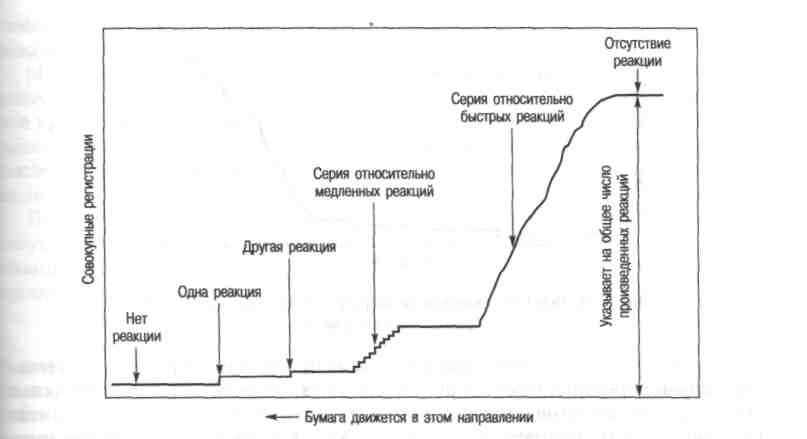 Отсутствие
реакции
Серия относительно
быстрых реакций
Серия относительно
медленных реакций
Другая реакция
Одна реакция
Нет
реакции
Совокупные регистрации
Указывает на общее число
произведенных реакций
Бумага движется в этом направлении